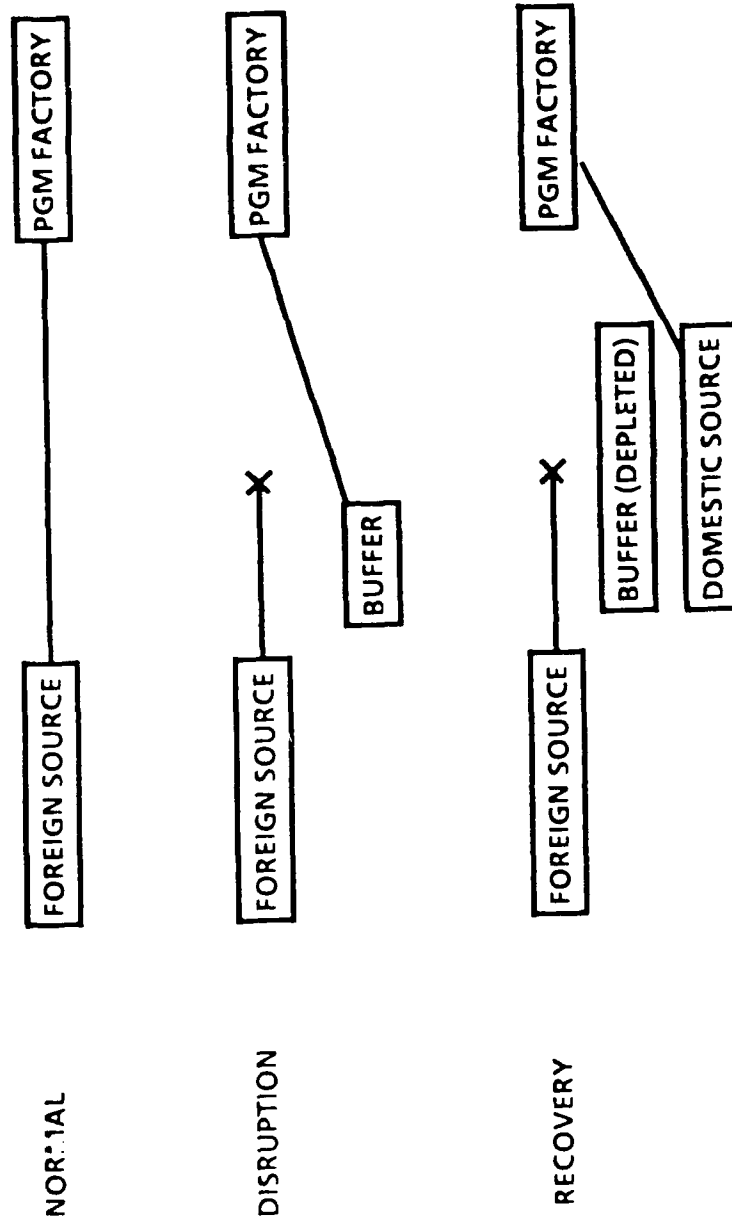 NORMAL FOREIGN SOURCE PGM FACTORY
DISRUPTION FOREIGN SOURCE PGM FACTORY
BUFFER
RECOVERY FOREIGN SOURCE PGM FACTORY
BUFFER (DEPLETED)
DOMESTIC SOURCE